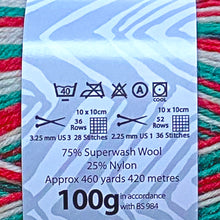 40 A
COOL
10 x 10cm 10 x 10cm
36 Rows 52 Rows
3.25 mm US 3 28 Stitches 2.25 mm US 1 36 Stitches
75% Superwash Wool
25% Nylon
Approx 460 yards 420 metres
100g in accordance
with BS 984